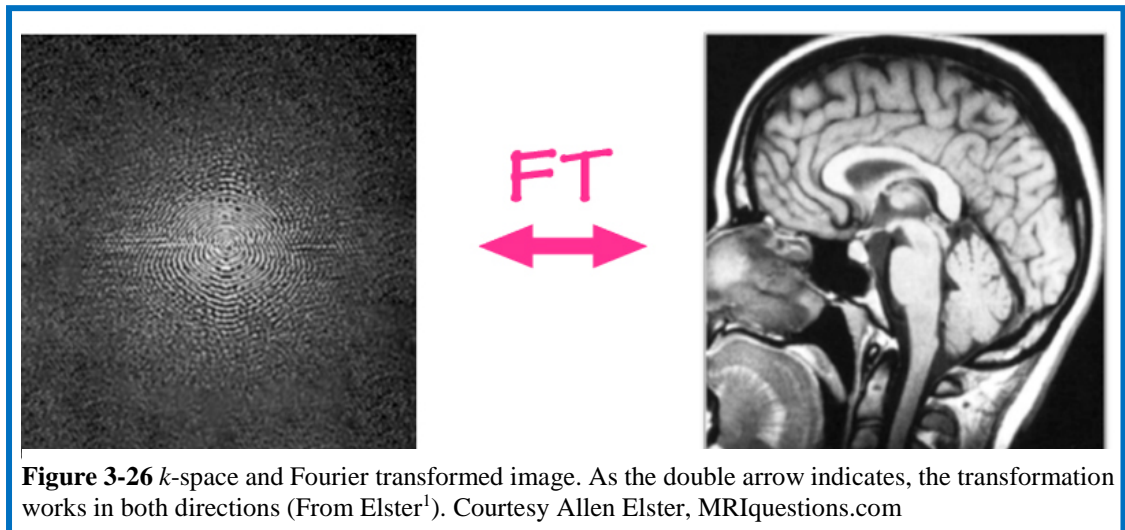 FT
Figure 3-26 k-space and Fourier transformed image. As the double arrow indicates, the transformation
works in both directions (From Elster¹). Courtesy Allen Elster, MRIquestions.com